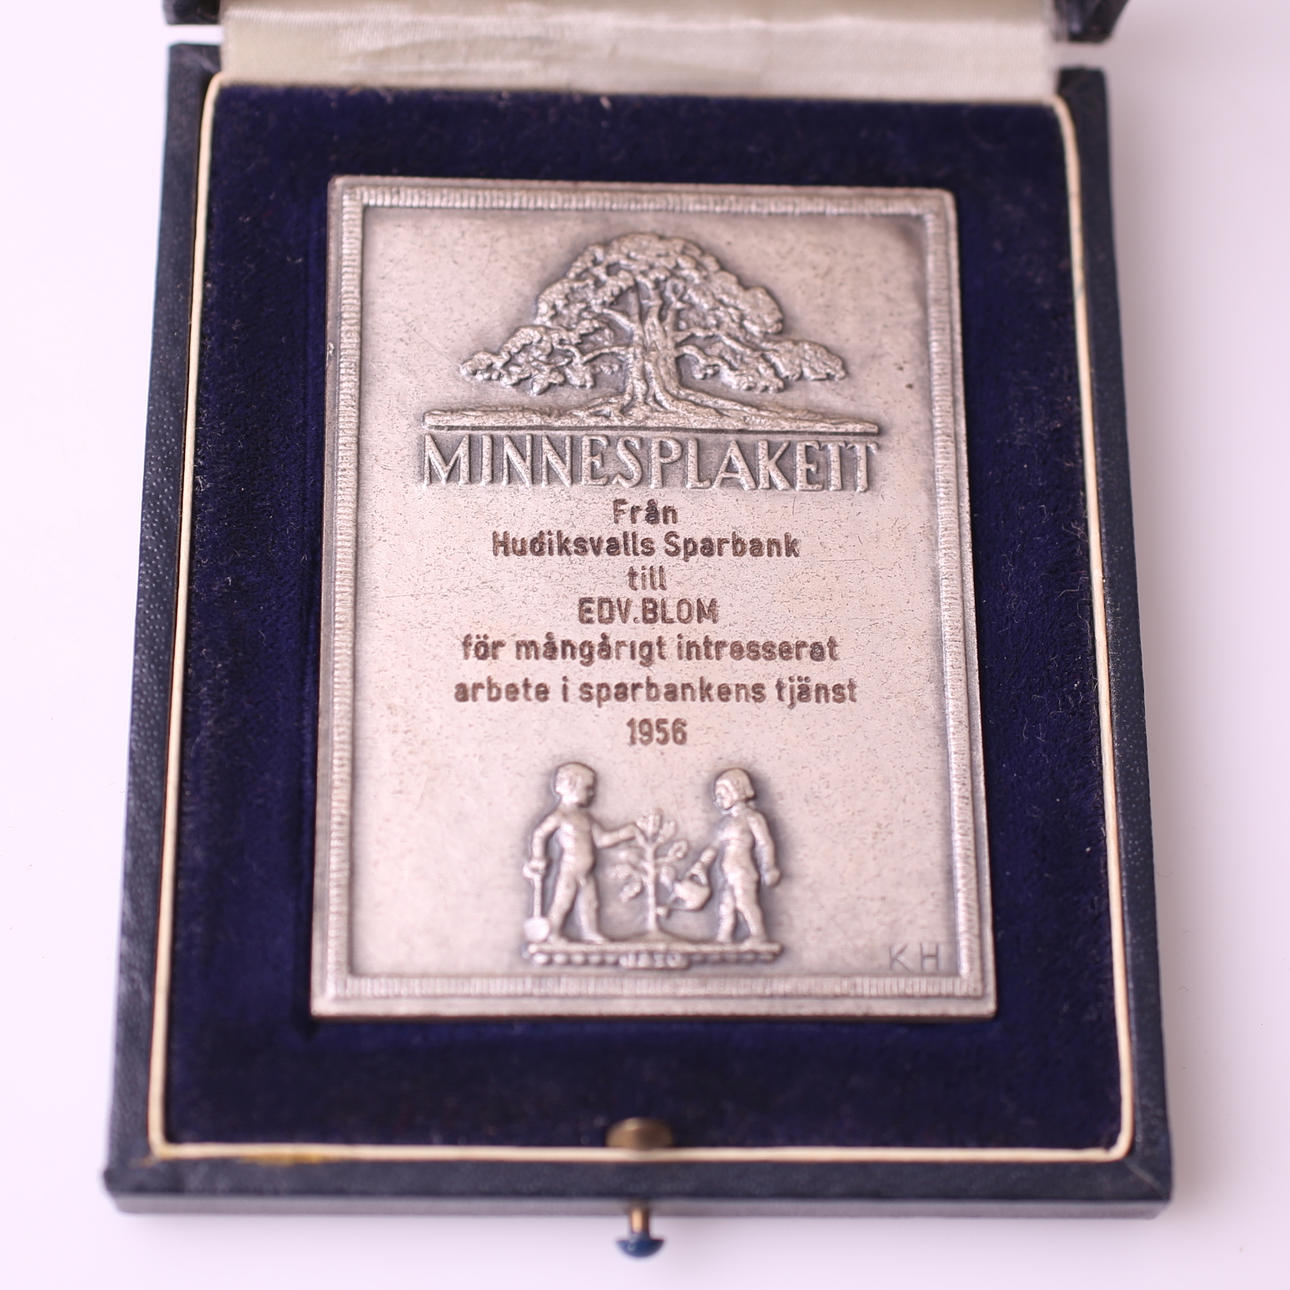 MINNESPLAKETT
Från
Hudiksvalls Sparbank
till
EDV.BLOM
för mångårigt intresserat
arbete i sparbankens tjänst
1956
KH